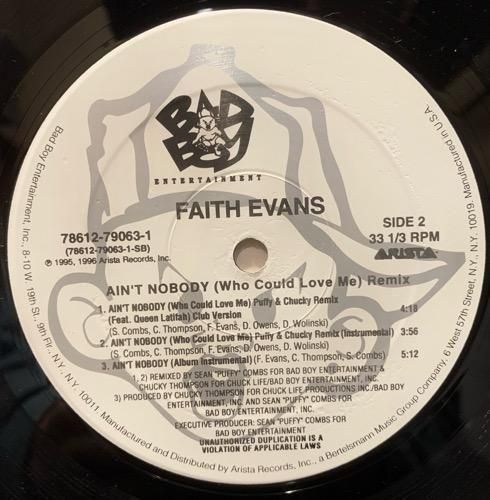 BAD
BOY
ENTERTAINMENT
FAITH EVANS
78612-79063-1
(78612-79063-1-SB)
℗ 1995, 1996 Arista Records, Inc.
SIDE 2
33 1/3 RPM
ARISTA
AIN'T NOBODY (Who Could Love Me) Remix
1. AIN'T NOBODY (Who Could Love Me) Puffy & Chucky Remix
(Feat. Queen Latifah) Club Version 4:18
(S. Combs, C. Thompson, F. Evans, D. Owens, D. Wolinski)
2. AIN'T NOBODY (Who Could Love Me) Puffy & Chucky Remix (Instrumental) 3:56
(S. Combs, C. Thompson, F. Evans, D. Owens, D. Wolinski)
3. AIN'T NOBODY (Album Instrumental) (F. Evans, C. Thompson, S. Combs) 5:12
1, 2) REMIXED BY SEAN "PUFFY" COMBS FOR BAD BOY ENTERTAINMENT &
CHUCKY THOMPSON FOR CHUCK LIFE/BAD BOY ENTERTAINMENT, INC.
3) PRODUCED BY CHUCKY THOMPSON FOR CHUCK LIFE PRODUCTIONS INC./BAD BOY
ENTERTAINMENT, INC. AND SEAN "PUFFY" COMBS FOR
BAD BOY ENTERTAINMENT, INC.
EXECUTIVE PRODUCER: SEAN "PUFFY" COMBS FOR
BAD BOY ENTERTAINMENT
UNAUTHORIZED DUPLICATION IS A
VIOLATION OF APPLICABLE LAWS
Bad Boy Entertainment, Inc., 8-10 W. 19th St., 9th Flr., N.Y., N.Y. 10011. Manufactured and Distributed by Arista Records, Inc., a Bertelsmann Music Group Company, 6 West 57th Street, N.Y., N.Y. 10019. Manufactured in U.S.A.